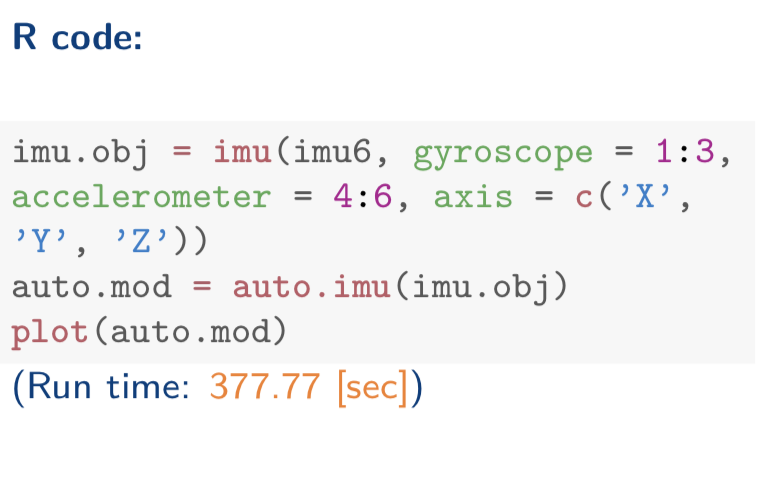 R code:
imu.obj = imu(imu6, gyroscope = 1:3,
accelerometer = 4:6, axis = c(’X’,
’Y’, ’Z’))
auto.mod = auto.imu(imu.obj)
plot(auto.mod)
(Run time: 377.77 [sec])